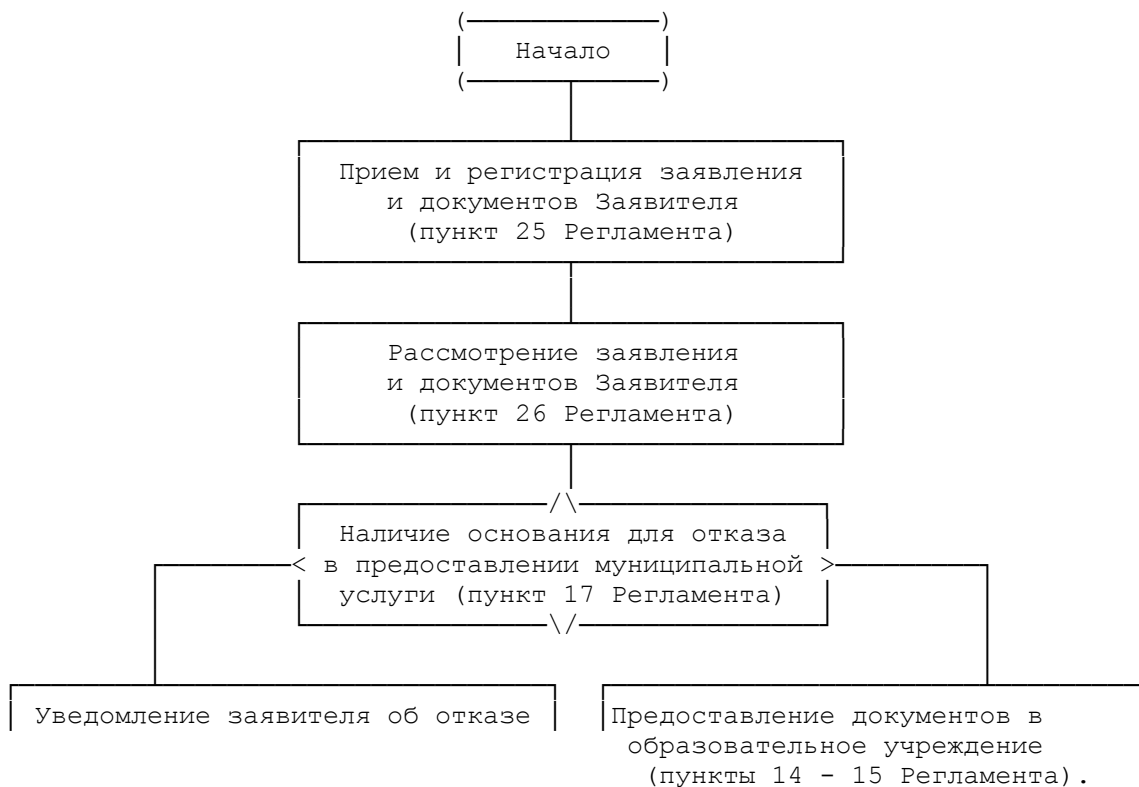 Начало
Прием и регистрация заявления
и документов Заявителя
(пункт 25 Регламента)
Рассмотрение заявления
и документов Заявителя
(пункт 26 Регламента)
Наличие основания для отказа
в предоставлении муниципальной
услуги (пункт 17 Регламента)
Уведомление заявителя об отказе
Предоставление документов в
образовательное учреждение
(пункты 14 - 15 Регламента).